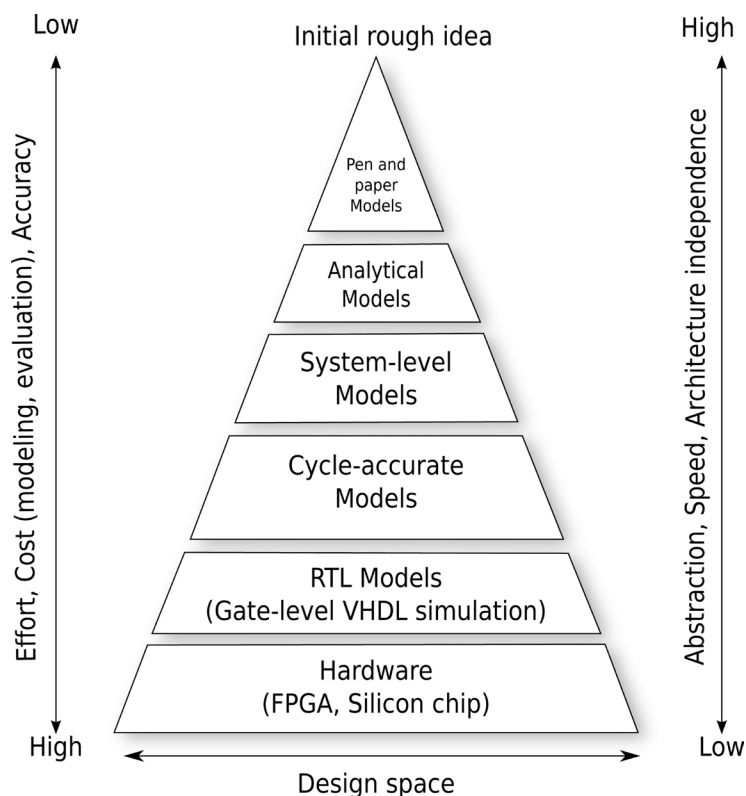 Low
Initial rough idea
High
Effort, Cost (modeling, evaluation), Accuracy
Pen and
paper
Models
Analytical
Models
System-level
Models
Cycle-accurate
Models
RTL Models
(Gate-level VHDL simulation)
Hardware
(FPGA, Silicon chip)
Abstraction, Speed, Architecture independence
High
Low
Design space